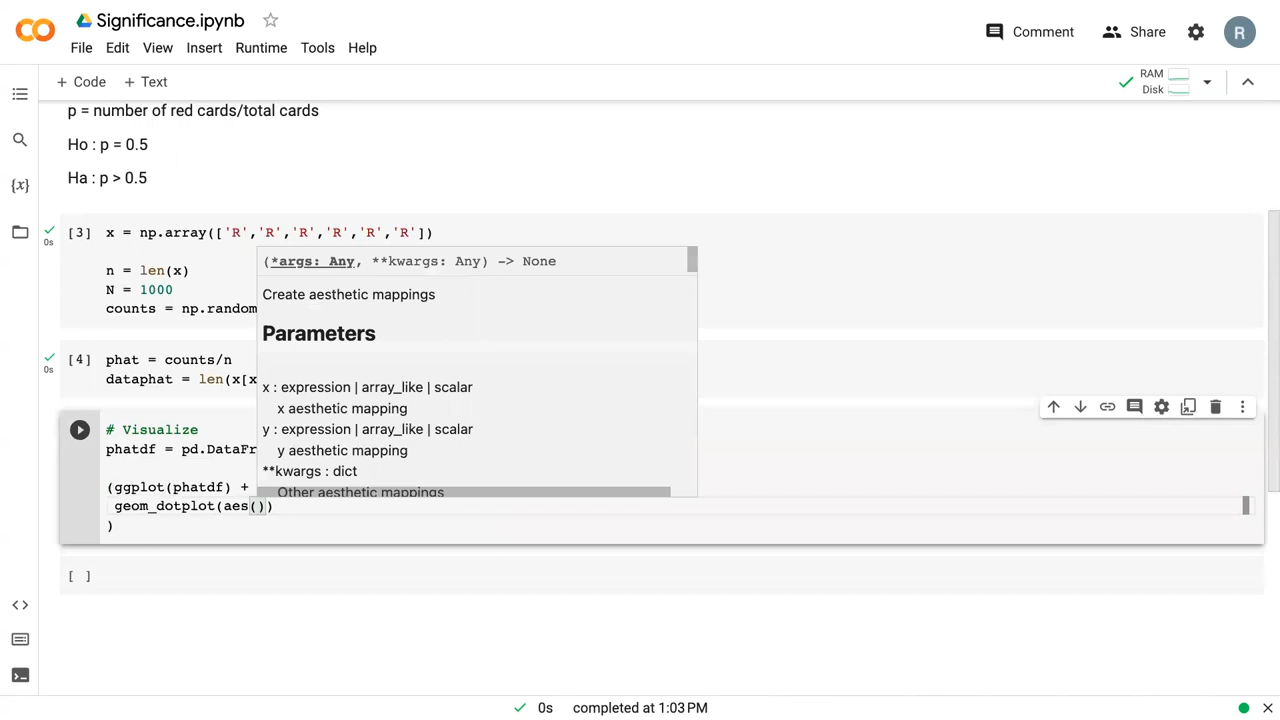 Significance.ipynb
File Edit View Insert Runtime Tools Help
Comment
Share
R
+ Code + Text
RAM
Disk
p = number of red cards/total cards
Ho : p = 0.5
Ha : p > 0.5
{x}
0s
[3] x = np.array(['R','R','R','R','R','R'])
n = len(x)
N = 1000
counts = np.random
(*args: Any, **kwargs: Any) -> None
Create aesthetic mappings
Parameters
x : expression | array_like | scalar
x aesthetic mapping
y : expression | array_like | scalar
y aesthetic mapping
**kwargs : dict
Other aesthetic mappings
0s
[4] phat = counts/n
dataphat = len(x[x
# Visualize
phatdf = pd.DataFr
(ggplot(phatdf) +
geom_dotplot(aes())
)
[ ]
0s completed at 1:03 PM